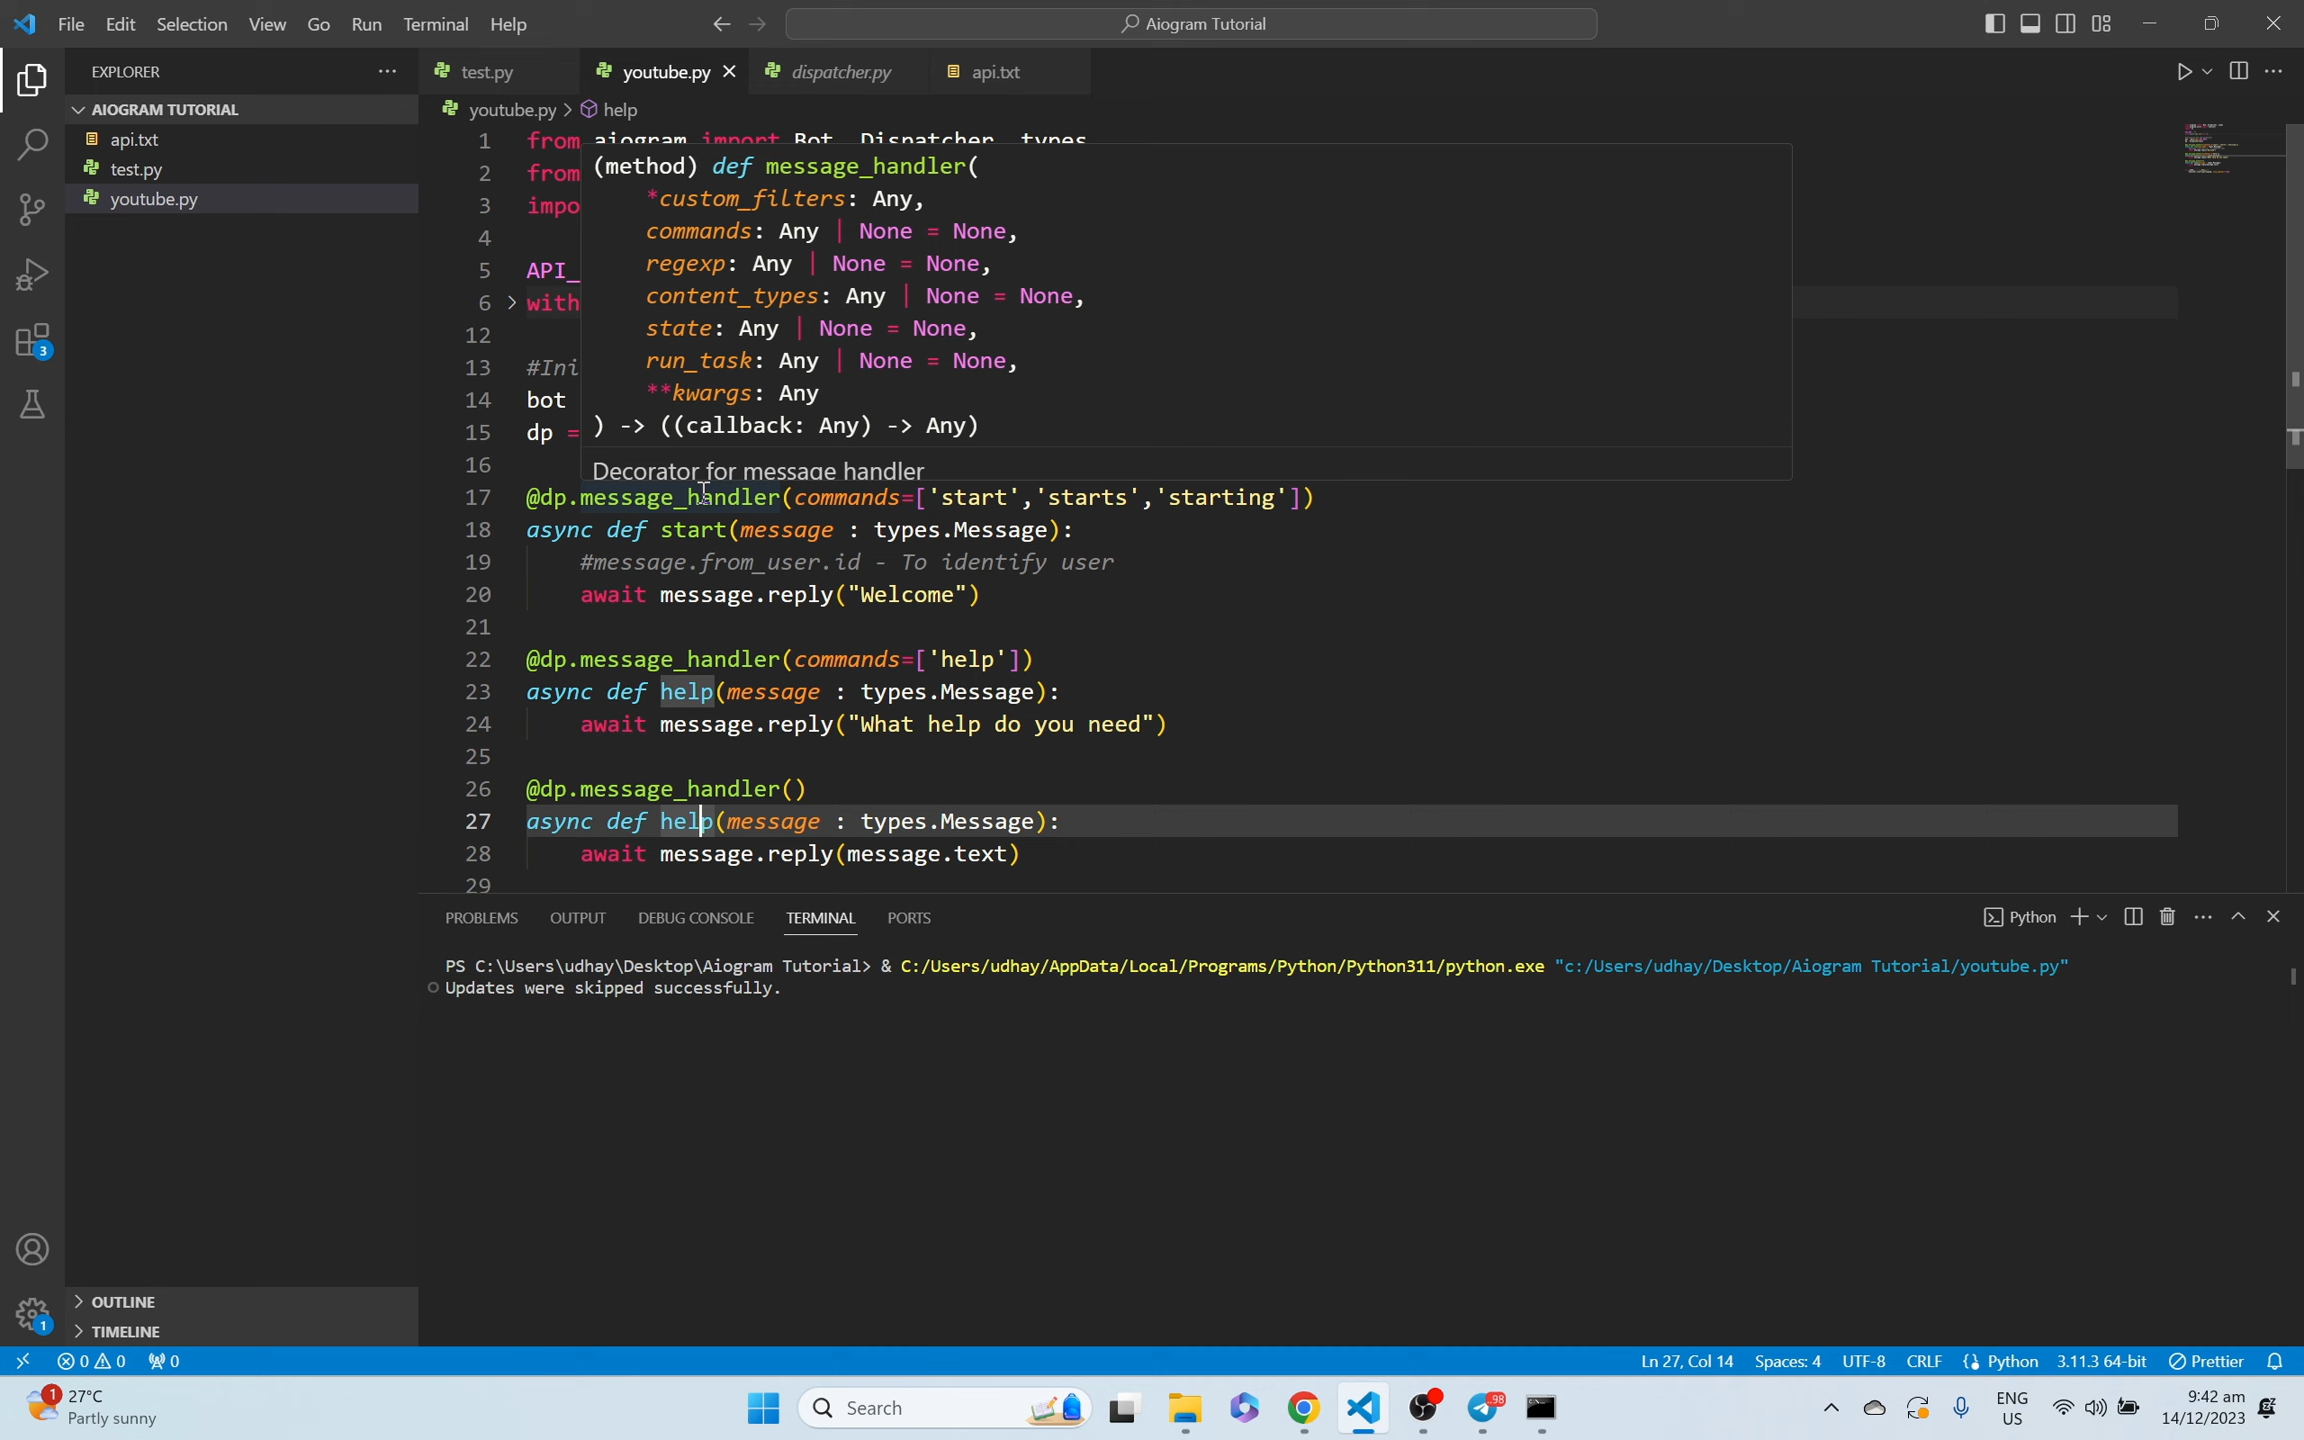 File Edit Selection View Go Run Terminal Help
Aiogram Tutorial
EXPLORER
test.py
youtube.py
dispatcher.py
api.txt
AIOGRAM TUTORIAL
api.txt
test.py
youtube.py
youtube.py > help
1 from aiogram import Bot, Dispatcher, types
2 from
3 impo
4
5 API_
6 with
12
13 #Ini
14 bot
15 dp =
16
(method) def message_handler(
*custom_filters: Any,
commands: Any | None = None,
regexp: Any | None = None,
content_types: Any | None = None,
state: Any | None = None,
run_task: Any | None = None,
**kwargs: Any
) -> ((callback: Any) -> Any)
Decorator for message handler
17 @dp.message_handler(commands=['start','starts','starting'])
18 async def start(message : types.Message):
19 #message.from_user.id - To identify user
20 await message.reply("Welcome")
21
22 @dp.message_handler(commands=['help'])
23 async def help(message : types.Message):
24 await message.reply("What help do you need")
25
26 @dp.message_handler()
27 async def help(message : types.Message):
28 await message.reply(message.text)
29
PROBLEMS OUTPUT DEBUG CONSOLE TERMINAL PORTS
Python
PS C:\Users\udhay\Desktop\Aiogram Tutorial> & C:/Users/udhay/AppData/Local/Programs/Python/Python311/python.exe "c:/Users/udhay/Desktop/Aiogram Tutorial/youtube.py"
Updates were skipped successfully.
3
1
OUTLINE
TIMELINE
0 0 0
Ln 27, Col 14 Spaces: 4 UTF-8 CRLF Python 3.11.3 64-bit Prettier
1
27°C
Partly sunny
Search
98
ENG
US
9:42 am
14/12/2023